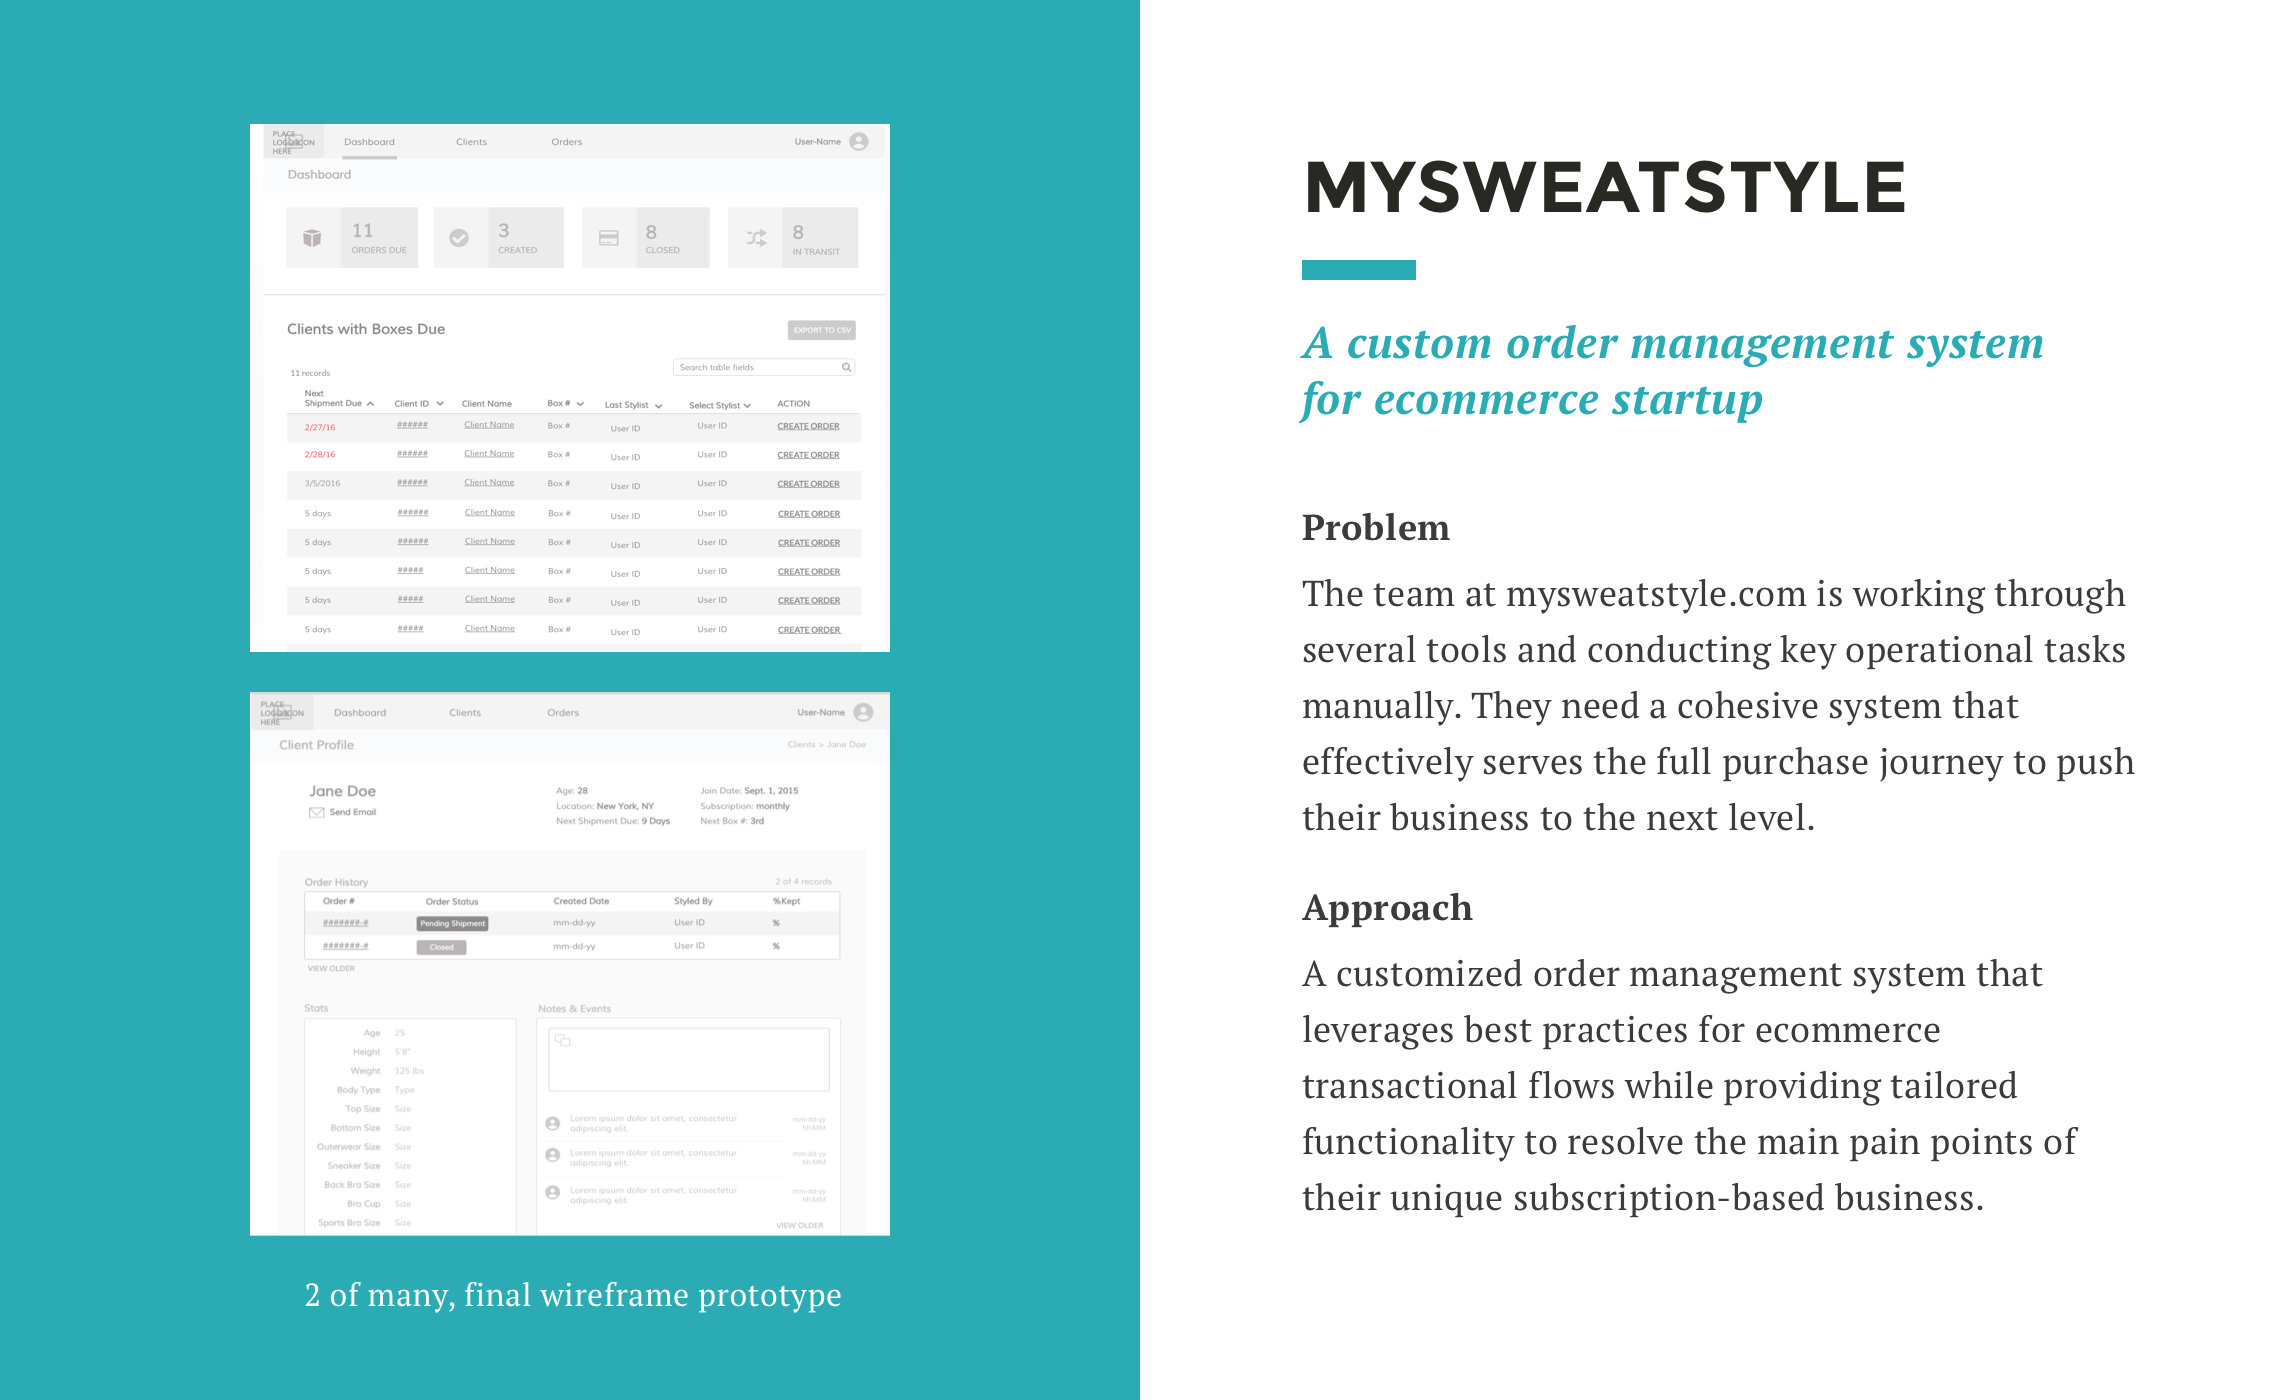 PLACE
HERE
Dashboard Clients Orders User-Name
Dashboard
11 ORDERS DUE
3 CREATED
8 CLOSED
8 IN TRANSIT
Clients with Boxes Due EXPORT TO CSV
Search table fields
11 records
Next
Shipment Due Client ID Client Name Box # Last Stylist Select Stylist ACTION
2/27/16 ###### Client Name Box # User ID User ID CREATE ORDER
2/28/16 ###### Client Name Box # User ID User ID CREATE ORDER
3/5/2016 ###### Client Name Box # User ID User ID CREATE ORDER
5 days ###### Client Name Box # User ID User ID CREATE ORDER
5 days ###### Client Name Box # User ID User ID CREATE ORDER
5 days ##### Client Name Box # User ID User ID CREATE ORDER
5 days ##### Client Name Box # User ID User ID CREATE ORDER
5 days ##### Client Name Box # User ID User ID CREATE ORDER
PLACE
HERE
Dashboard Clients Orders User-Name
Client Profile Clients > Jane Doe
Jane Doe Age: 28 Join Date: Sept. 1, 2015
Send Email Location: New York, NY Subscription: monthly
Next Shipment Due: 9 Days Next Box #: 3rd
Order History 2 of 4 records
Order # Order Status Created Date Styled By %Kept
#######-# Pending Shipment mm-dd-yy User ID %
#######-# Closed mm-dd-yy User ID %
VIEW OLDER
Stats
Age 25
Height 5'8"
Weight 125 lbs
Body Type Type
Top Size Size
Bottom Size Size
Outerwear Size Size
Sneaker Size Size
Back Bra Size Size
Bra Cup Size
Sports Bra Size Size
Notes & Events
Lorem ipsum dolor sit amet, consectetur mm-dd-yy
adipiscing elit. hh:MM
Lorem ipsum dolor sit amet, consectetur mm-dd-yy
adipiscing elit. hh:MM
Lorem ipsum dolor sit amet, consectetur mm-dd-yy
adipiscing elit. hh:MM
VIEW OLDER
2 of many, final wireframe prototype
MYSWEATSTYLE
A custom order management system
for ecommerce startup
Problem
The team at mysweatstyle.com is working through
several tools and conducting key operational tasks
manually. They need a cohesive system that
effectively serves the full purchase journey to push
their business to the next level.
Approach
A customized order management system that
leverages best practices for ecommerce
transactional flows while providing tailored
functionality to resolve the main pain points of
their unique subscription-based business.